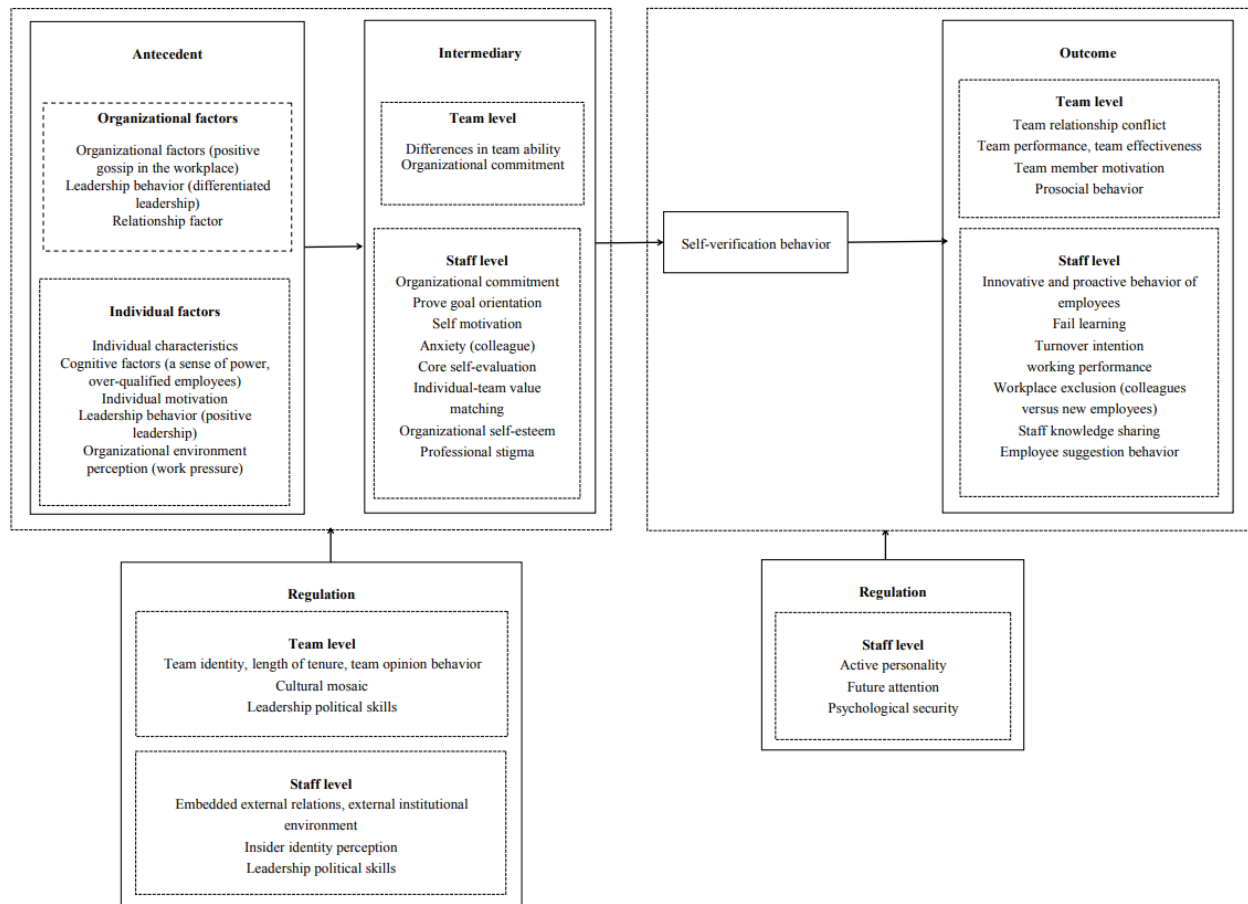 Antecedent
Organizational factors
Organizational factors (positive
gossip in the workplace)
Leadership behavior (differentiated
leadership)
Relationship factor
Individual factors
Individual characteristics
Cognitive factors (a sense of power,
over-qualified employees)
Individual motivation
Leadership behavior (positive
leadership)
Organizational environment
perception (work pressure)
Intermediary
Team level
Differences in team ability
Organizational commitment
Staff level
Organizational commitment
Prove goal orientation
Self motivation
Anxiety (colleague)
Core self-evaluation
Individual-team value
matching
Organizational self-esteem
Professional stigma
Self-verification behavior
Outcome
Team level
Team relationship conflict
Team performance, team effectiveness
Team member motivation
Prosocial behavior
Staff level
Innovative and proactive behavior of
employees
Fail learning
Turnover intention
working performance
Workplace exclusion (colleagues
versus new employees)
Staff knowledge sharing
Employee suggestion behavior
Regulation
Team level
Team identity, length of tenure, team opinion behavior
Cultural mosaic
Leadership political skills
Staff level
Embedded external relations, external institutional
environment
Insider identity perception
Leadership political skills
Regulation
Staff level
Active personality
Future attention
Psychological security